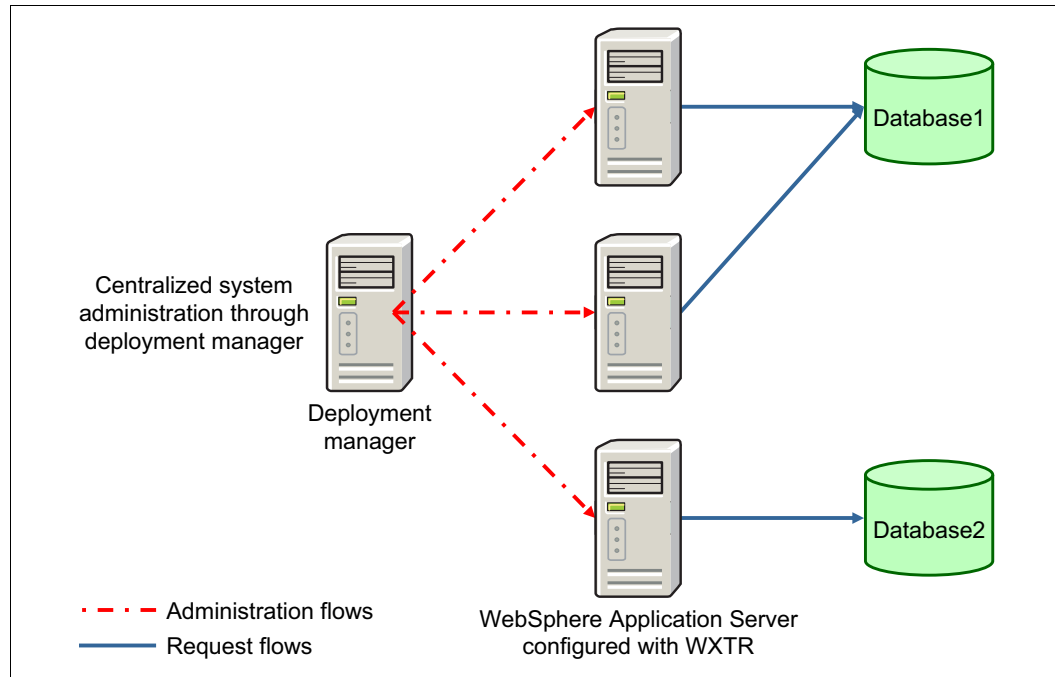 Database1
Centralized system
administration through
deployment manager
Deployment
manager
Database2
WebSphere Application Server
configured with WXTR
Administration flows
Request flows